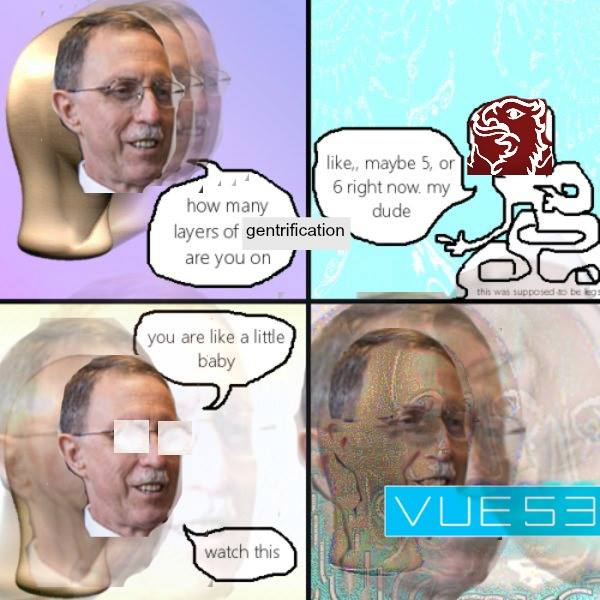 how many
layers of gentrification
are you on
like,, maybe 5, or
6 right now. my
dude
this was supposed to be legs
you are like a little
baby
watch this
VUE53